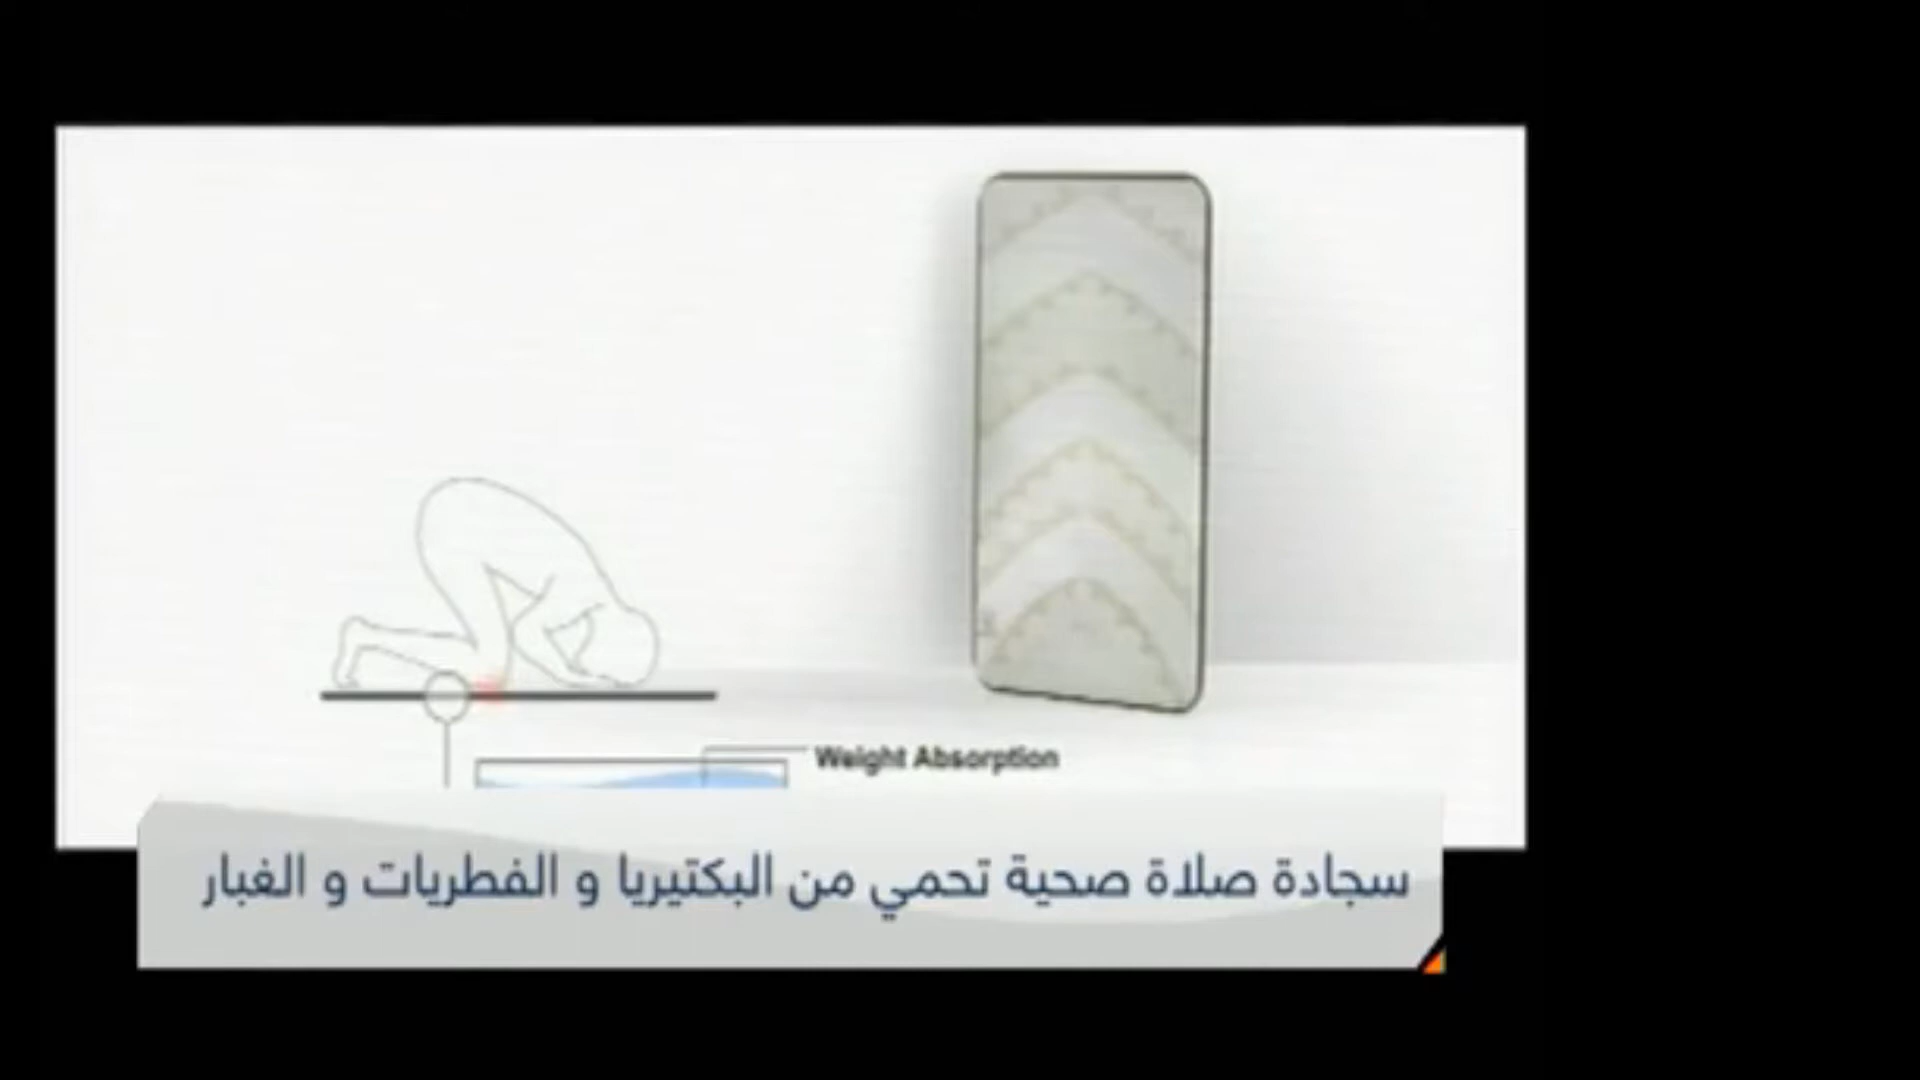 Weight Absorption
سجادة صلاة صحية تحمي من البكتيريا و الفطريات و الغبار